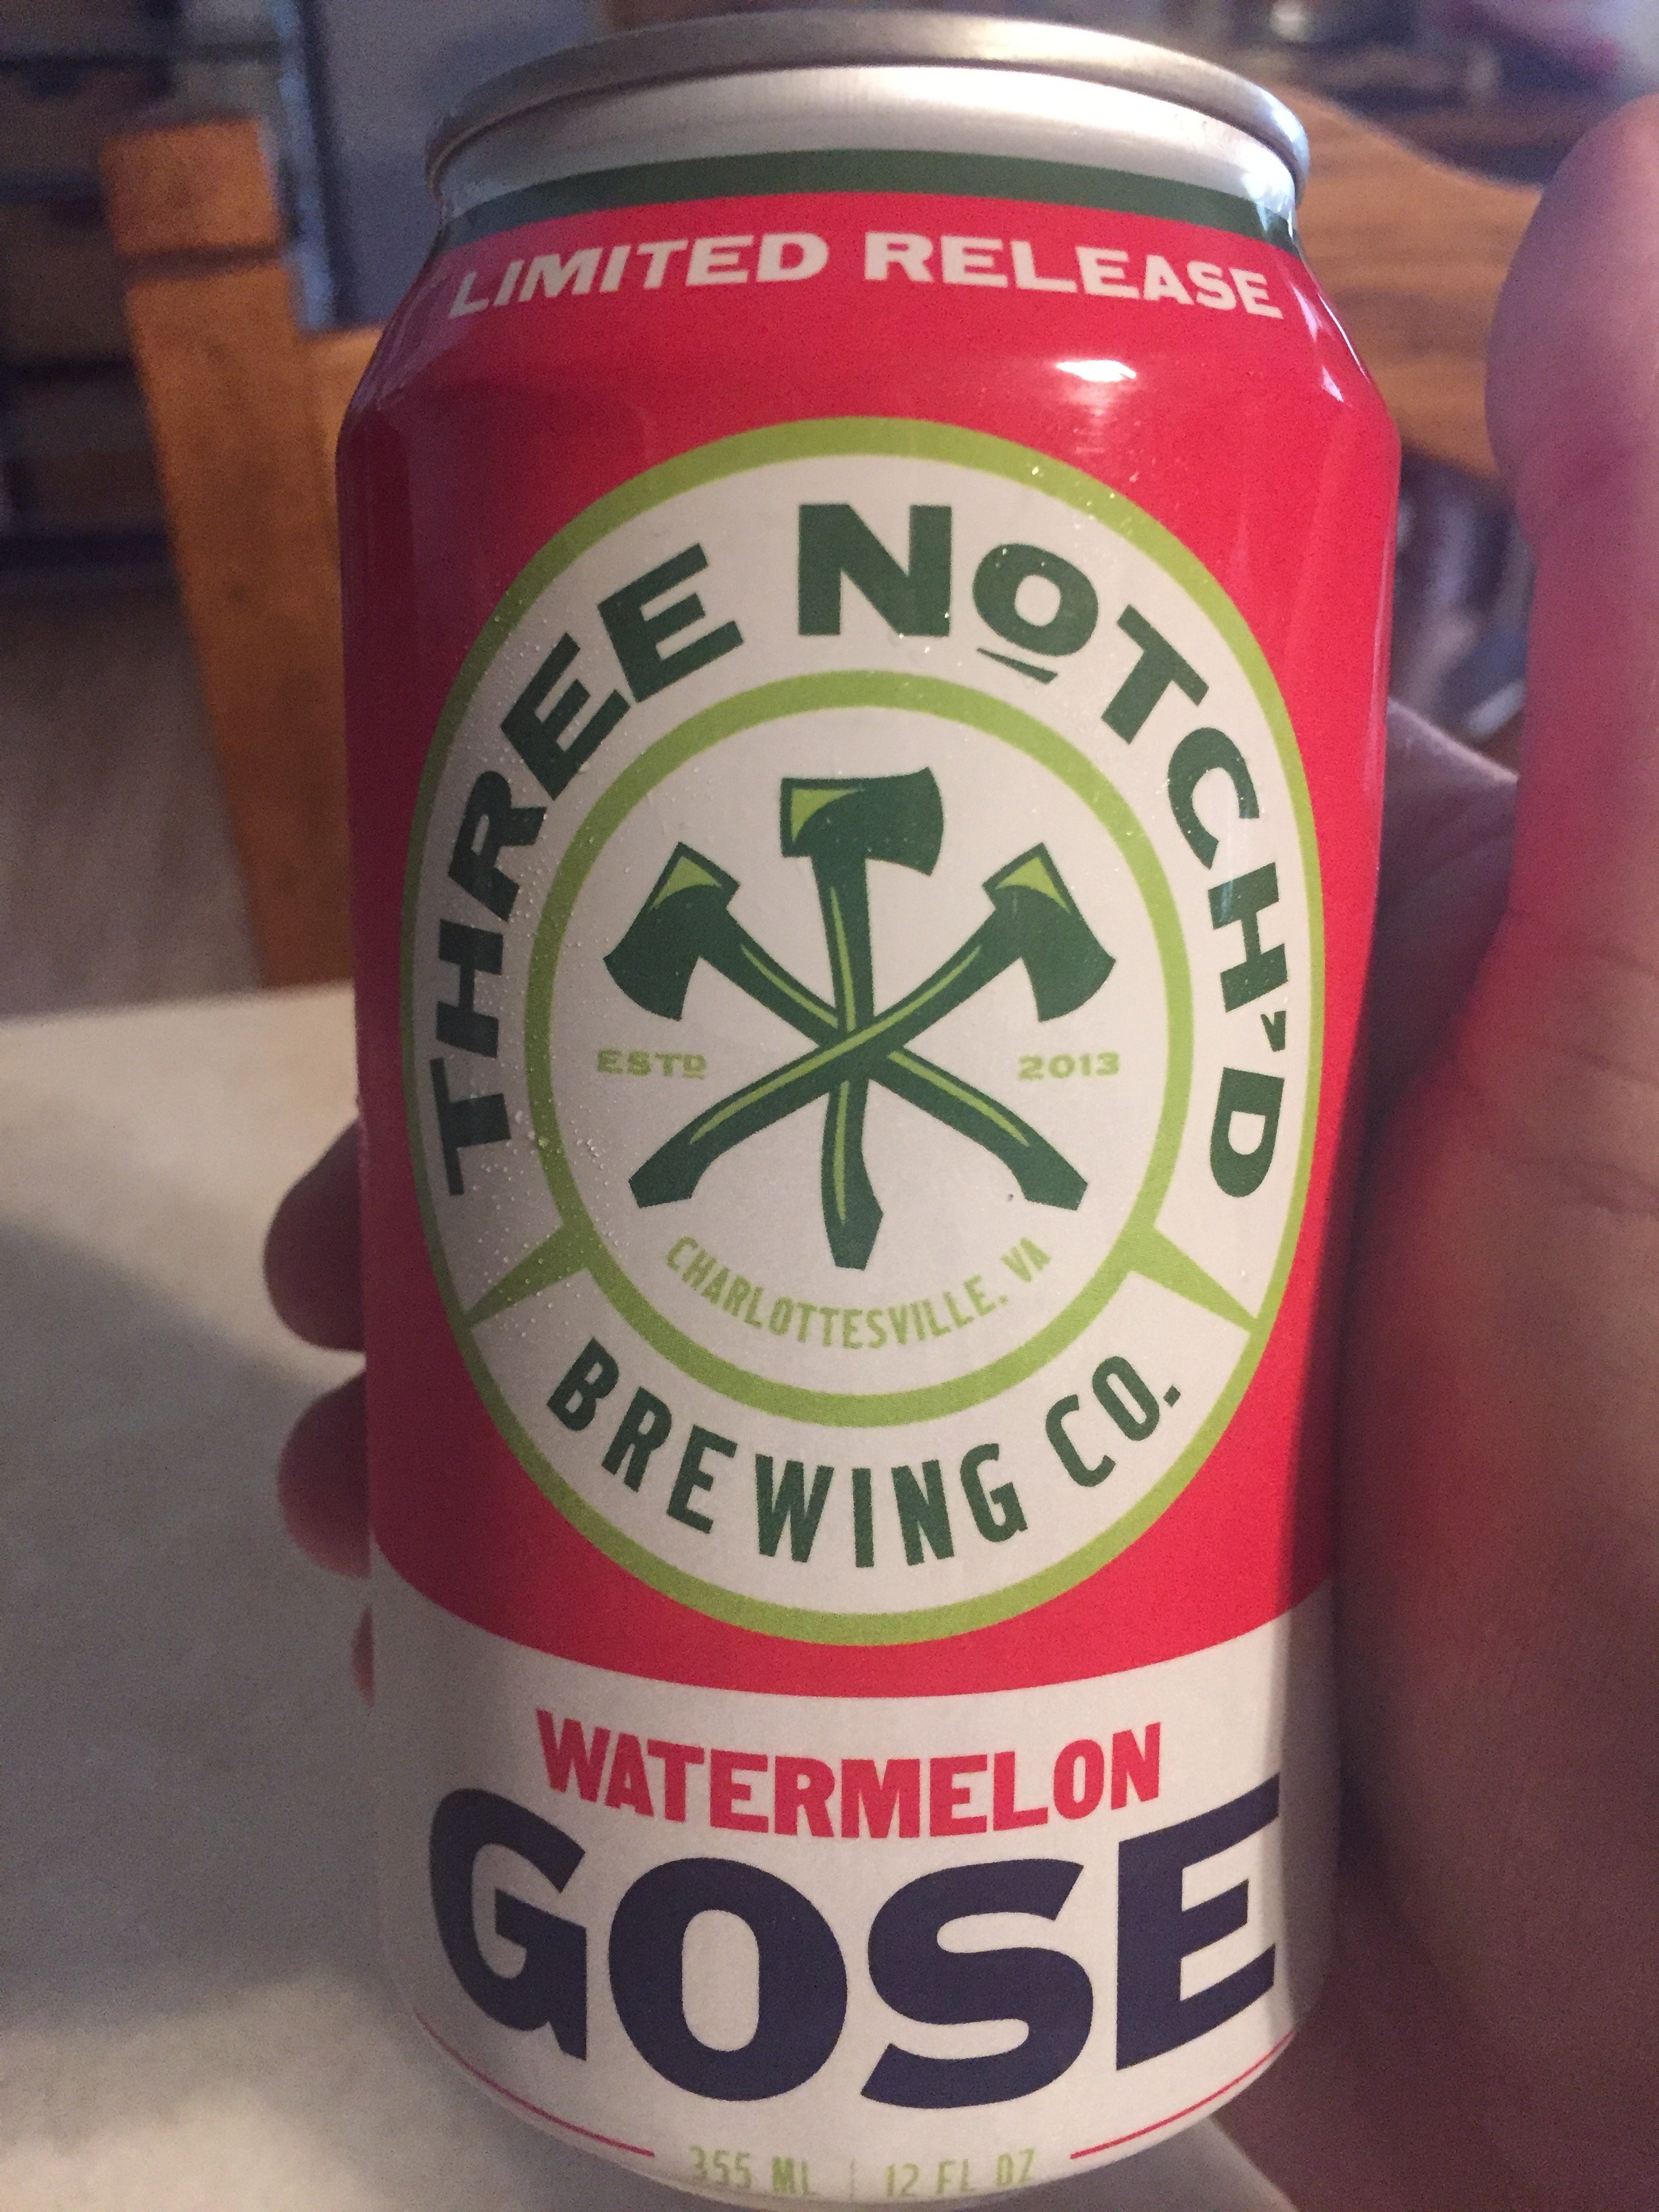 LIMITED RELEASE
THREE NOTCH'D
ESTD 2013
CHARLOTTESVILLE, VA
BREWING CO.
WATERMELON
GOSE
355 ML | 12 FL OZ